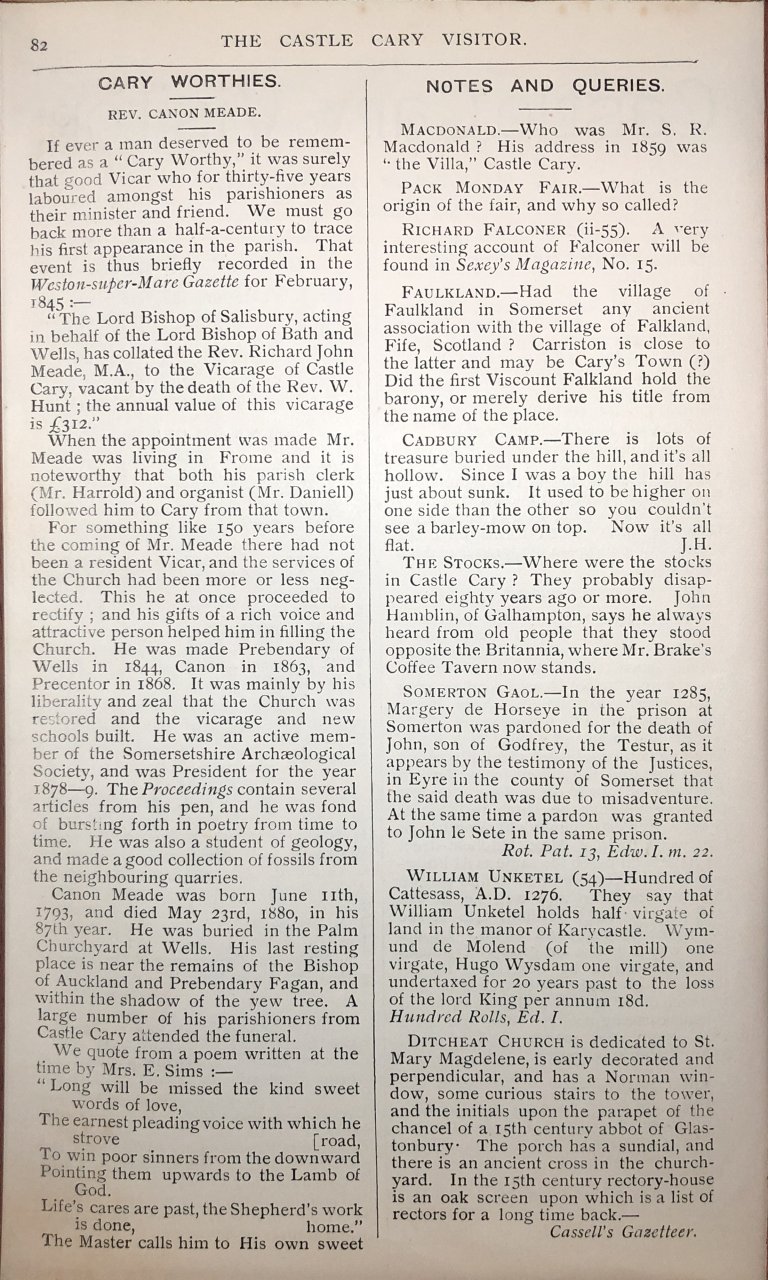 82
THE CASTLE CARY VISITOR.
CARY WORTHIES.
REV. CANON MEADE.
If ever a man deserved to be remem-
bered as a “ Cary Worthy,” it was surely
that good Vicar who for thirty-five years
laboured amongst his parishioners as
their minister and friend. We must go
back more than a half-a-century to trace
his first appearance in the parish. That
event is thus briefly recorded in the
Weston-super-Mare Gazette for February,
1845 :—
“ The Lord Bishop of Salisbury, acting
in behalf of the Lord Bishop of Bath and
Wells, has collated the Rev. Richard John
Meade, M.A., to the Vicarage of Castle
Cary, vacant by the death of the Rev. W.
Hunt ; the annual value of this vicarage
is £312.”
When the appointment was made Mr.
Meade was living in Frome and it is
noteworthy that both his parish clerk
(Mr. Harrold) and organist (Mr. Daniell)
followed him to Cary from that town.
For something like 150 years before
the coming of Mr. Meade there had not
been a resident Vicar, and the services of
the Church had been more or less neg-
lected. This he at once proceeded to
rectify ; and his gifts of a rich voice and
attractive person helped him in filling the
Church. He was made Prebendary of
Wells in 1844, Canon in 1863, and
Precentor in 1868. It was mainly by his
liberality and zeal that the Church was
restored and the vicarage and new
schools built. He was an active mem-
ber of the Somersetshire Archæological
Society, and was President for the year
1878—9. The Proceedings contain several
articles from his pen, and he was fond
of bursting forth in poetry from time to
time. He was also a student of geology,
and made a good collection of fossils from
the neighbouring quarries.
Canon Meade was born June 11th,
1793, and died May 23rd, 1880, in his
87th year. He was buried in the Palm
Churchyard at Wells. His last resting
place is near the remains of the Bishop
of Auckland and Prebendary Fagan, and
within the shadow of the yew tree. A
large number of his parishioners from
Castle Cary attended the funeral.
We quote from a poem written at the
time by Mrs. E. Sims :—
“ Long will be missed the kind sweet
words of love,
The earnest pleading voice with which he
strove [road,
To win poor sinners from the downward
Pointing them upwards to the Lamb of
God.
Life's cares are past, the Shepherd's work
is done, home.”
The Master calls him to His own sweet
NOTES AND QUERIES.
MACDONALD.—Who was Mr. S. R.
Macdonald ? His address in 1859 was
“ the Villa,” Castle Cary.
PACK MONDAY FAIR.—What is the
origin of the fair, and why so called?
RICHARD FALCONER (ii-55). A very
interesting account of Falconer will be
found in Sexey's Magazine, No. 15.
FAULKLAND.—Had the village of
Faulkland in Somerset any ancient
association with the village of Falkland,
Fife, Scotland ? Carriston is close to
the latter and may be Cary's Town (?)
Did the first Viscount Falkland hold the
barony, or merely derive his title from
the name of the place.
CADBURY CAMP.—There is lots of
treasure buried under the hill, and it's all
hollow. Since I was a boy the hill has
just about sunk. It used to be higher on
one side than the other so you couldn't
see a barley-mow on top. Now it's all
flat. J.H.
THE STOCKS.—Where were the stocks
in Castle Cary ? They probably disap-
peared eighty years ago or more. John
Hamblin, of Galhampton, says he always
heard from old people that they stood
opposite the Britannia, where Mr. Brake's
Coffee Tavern now stands.
SOMERTON GAOL.—In the year 1285,
Margery de Horseye in the prison at
Somerton was pardoned for the death of
John, son of Godfrey, the Testur, as it
appears by the testimony of the Justices,
in Eyre in the county of Somerset that
the said death was due to misadventure.
At the same time a pardon was granted
to John le Sete in the same prison.
Rot. Pat. 13, Edw. I. m. 22.
WILLIAM UNKETEL (54)—Hundred of
Cattesass, A.D. 1276. They say that
William Unketel holds half-virgate of
land in the manor of Karycastle. Wym-
und de Molend (of the mill) one
virgate, Hugo Wysdam one virgate, and
undertaxed for 20 years past to the loss
of the lord King per annum 18d.
Hundred Rolls, Ed. I.
DITCHEAT CHURCH is dedicated to St.
Mary Magdelene, is early decorated and
perpendicular, and has a Norman win-
dow, some curious stairs to the tower,
and the initials upon the parapet of the
chancel of a 15th century abbot of Glas-
tonbury· The porch has a sundial, and
there is an ancient cross in the church-
yard. In the 15th century rectory-house
is an oak screen upon which is a list of
rectors for a long time back.—
Cassell's Gazetteer.